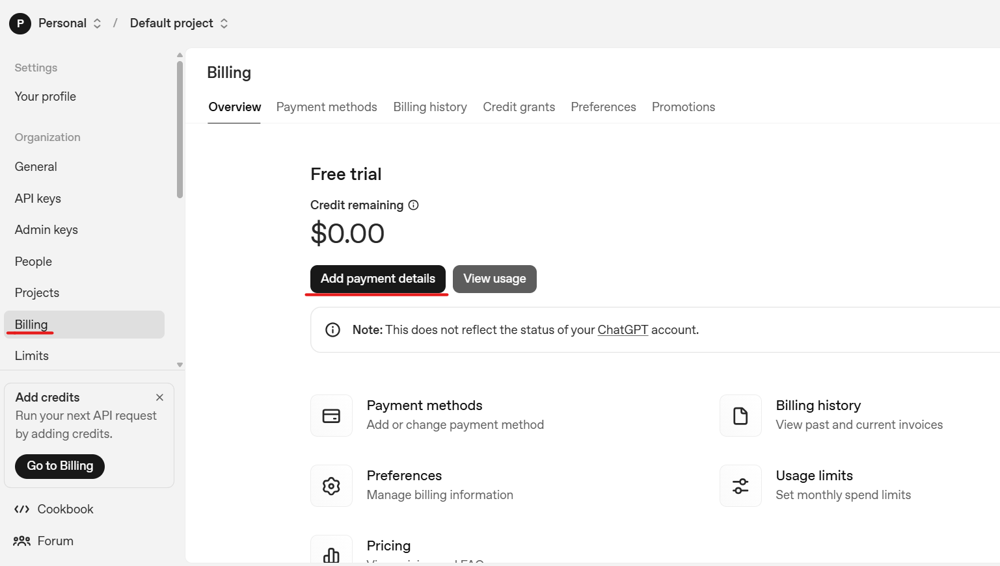 P Personal / Default project
Settings
Your profile
Organization
General
API keys
Admin keys
People
Projects
Billing
Limits
Add credits
Run your next API request
by adding credits.
Go to Billing
Cookbook
Forum
Billing
Overview Payment methods Billing history Credit grants Preferences Promotions
Free trial
Credit remaining
$0.00
Add payment details View usage
Note: This does not reflect the status of your ChatGPT account.
Payment methods
Add or change payment method
Billing history
View past and current invoices
Preferences
Manage billing information
Usage limits
Set monthly spend limits
Pricing